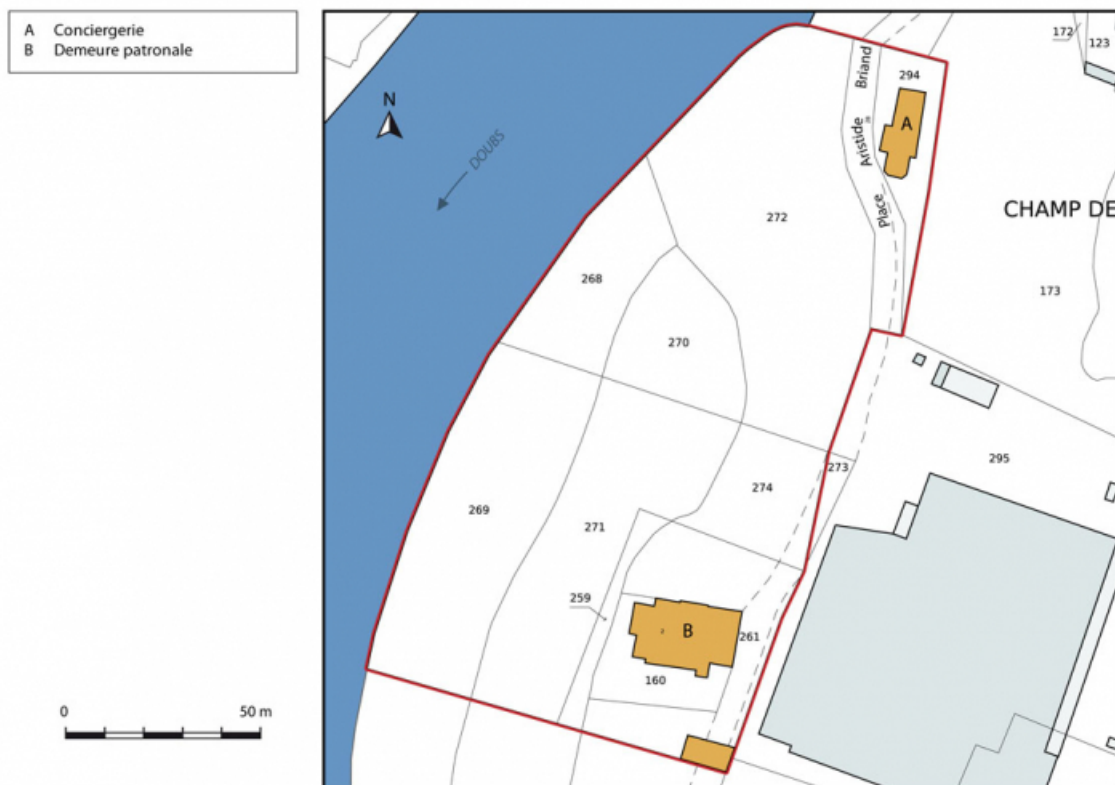 A Conciergerie
B Demeure patronale
172
123
294
Place Aristide Briand
N
A
DOUBS
272
CHAMP DE
268
173
270
273
295
274
269
271
259
B
261
160
0 50 m